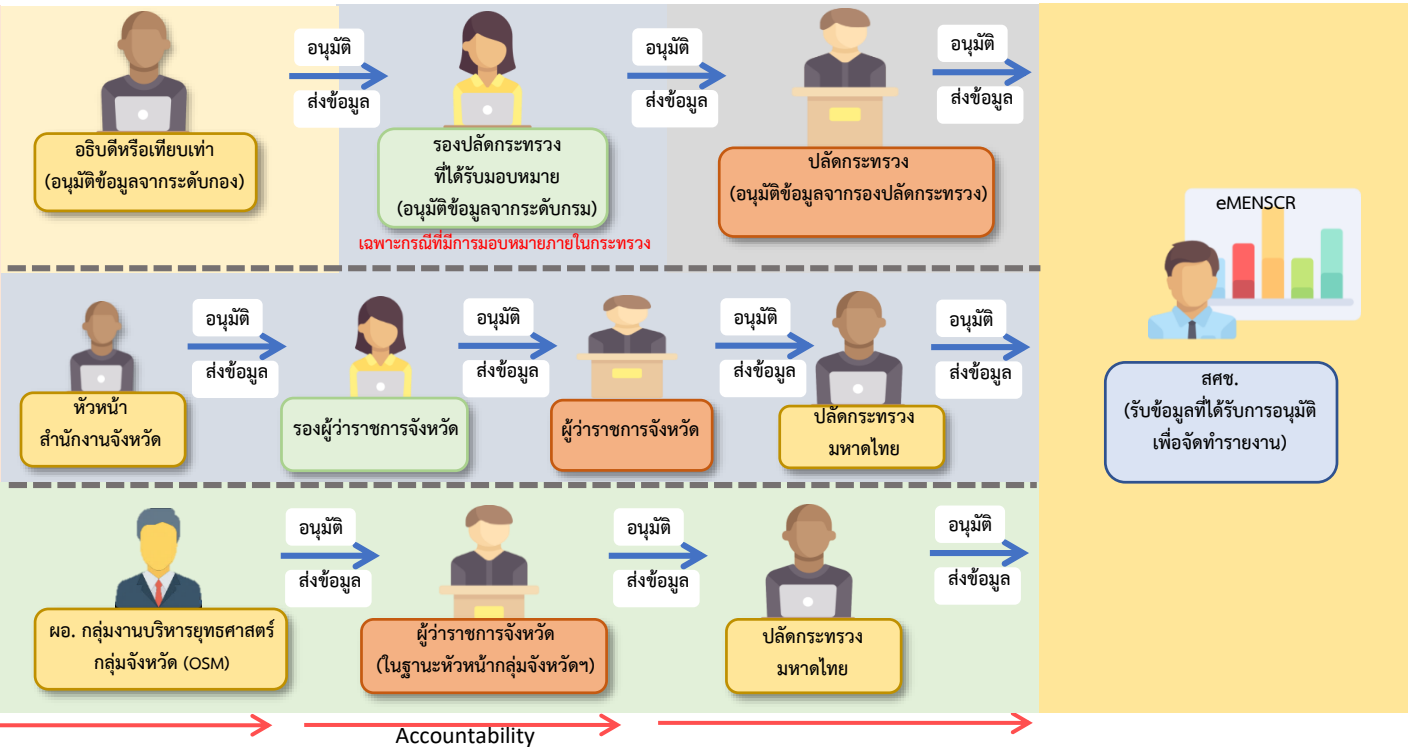 อนุมัติ
ส่งข้อมูล
อนุมัติ
ส่งข้อมูล
อนุมัติ
ส่งข้อมูล
อธิบดีหรือเทียบเท่า
(อนุมัติข้อมูลจากระดับกอง)
รองปลัดกระทรวง
ที่ได้รับมอบหมาย
(อนุมัติข้อมูลจากระดับกรม)
เฉพาะกรณีที่มีการมอบหมายภายในกระทรวง
ปลัดกระทรวง
(อนุมัติข้อมูลจากรองปลัดกระทรวง)
อนุมัติ
ส่งข้อมูล
อนุมัติ
ส่งข้อมูล
อนุมัติ
ส่งข้อมูล
อนุมัติ
ส่งข้อมูล
หัวหน้า
สำนักงานจังหวัด
รองผู้ว่าราชการจังหวัด
ผู้ว่าราชการจังหวัด
ปลัดกระทรวง
มหาดไทย
อนุมัติ
ส่งข้อมูล
อนุมัติ
ส่งข้อมูล
อนุมัติ
ส่งข้อมูล
ผอ. กลุ่มงานบริหารยุทธศาสตร์
กลุ่มจังหวัด (OSM)
ผู้ว่าราชการจังหวัด
(ในฐานะหัวหน้ากลุ่มจังหวัดฯ)
ปลัดกระทรวง
มหาดไทย
eMENSCR
สศช.
(รับข้อมูลที่ได้รับการอนุมัติ
เพื่อจัดทำรายงาน)
Accountability